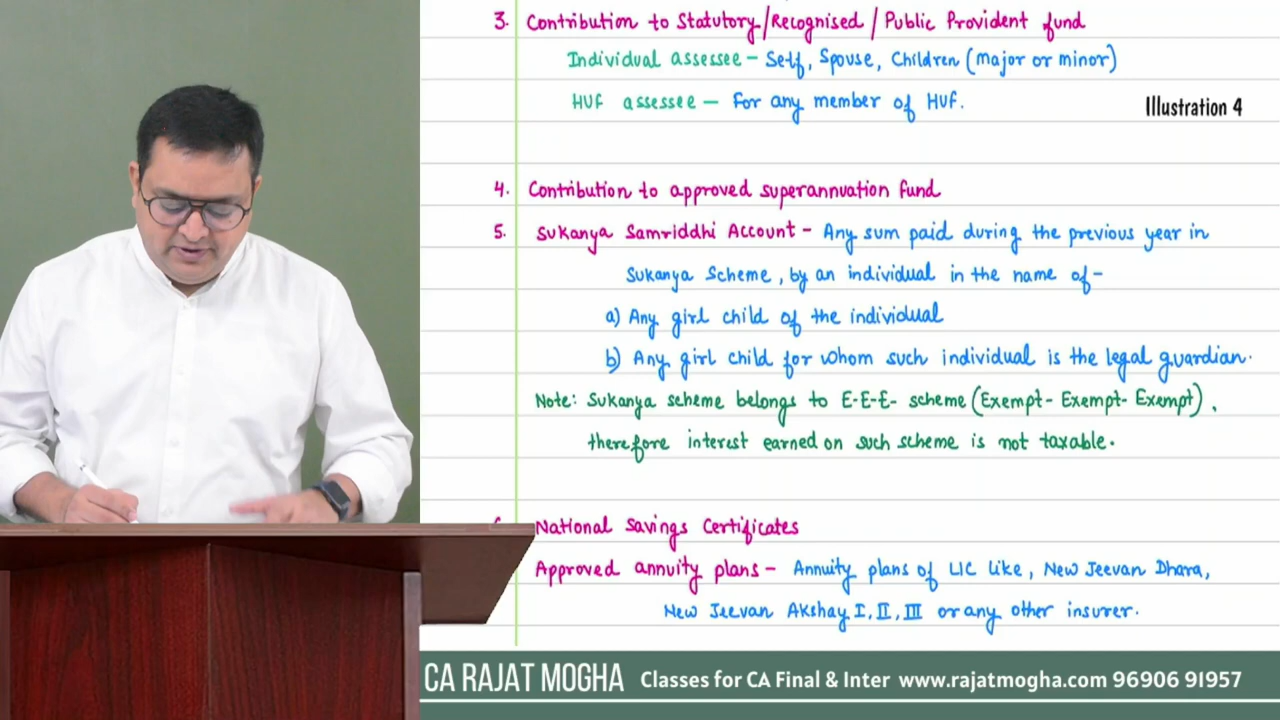 3. Contribution to Statutory/Recognised / Public Provident fund
Individual assessee - Self, Spouse, Children (major or minor)
HUF assessee - For any member of HUF.
Illustration 4
4. Contribution to approved superannuation fund
5. Sukanya Samriddhi Account - Any sum paid during the previous year in
Sukanya Scheme, by an individual in the name of -
a) Any girl child of the individual
b) Any girl child for whom such individual is the legal guardian.
Note: Sukanya scheme belongs to E-E-E- scheme (Exempt- Exempt- Exempt),
therefore interest earned on such scheme is not taxable.
National Savings Certificates
Approved annuity plans - Annuity plans of LIC like, New Jeevan Dhara,
New Jeevan Akshay I, II, III or any other insurer.
CA RAJAT MOGHA Classes for CA Final & Inter www.rajatmogha.com 96906 91957